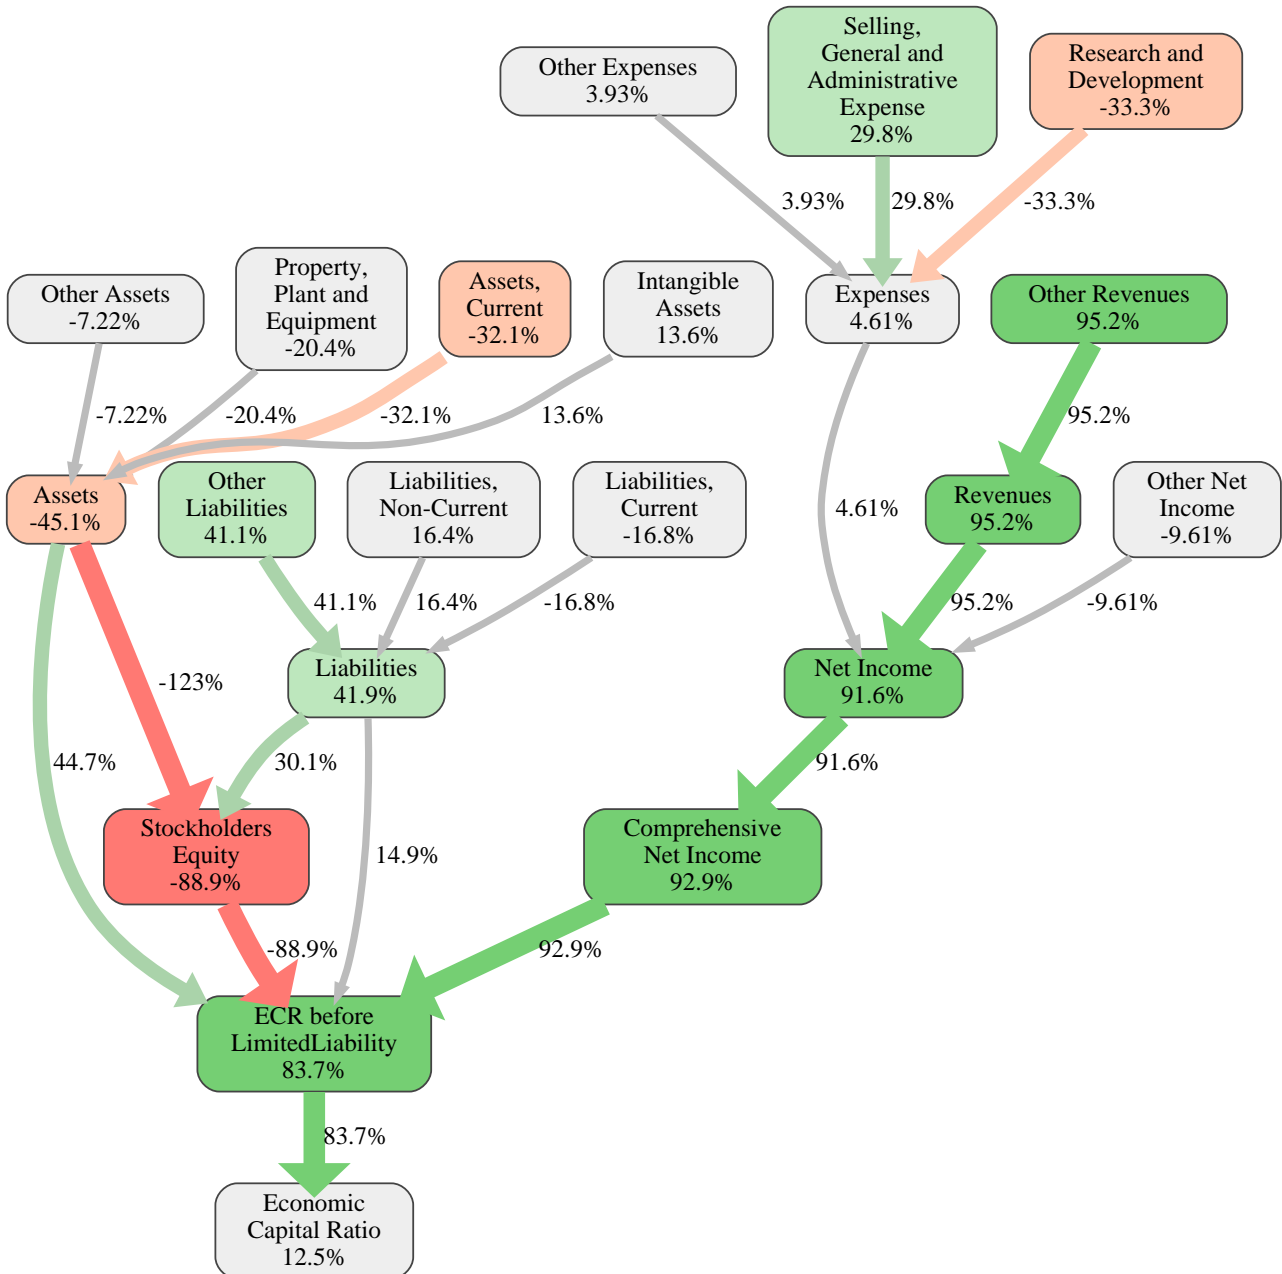 Selling,
General and
Administrative
Expense
29.8%
Other Expenses
3.93%
Research and
Development
-33.3%
3.93%
29.8%
-33.3%
Other Assets
-7.22%
Property,
Plant and
Equipment
-20.4%
Assets,
Current
-32.1%
Intangible
Assets
13.6%
Expenses
4.61%
Other Revenues
95.2%
-7.22%
-20.4%
-32.1%
13.6%
95.2%
Assets
-45.1%
Other
Liabilities
41.1%
Liabilities,
Non-Current
16.4%
Liabilities,
Current
-16.8%
4.61%
Revenues
95.2%
Other Net
Income
-9.61%
41.1%
16.4%
-16.8%
95.2%
-9.61%
-123%
Liabilities
41.9%
Net Income
91.6%
44.7%
30.1%
91.6%
Stockholders
Equity
-88.9%
14.9%
Comprehensive
Net Income
92.9%
-88.9%
92.9%
ECR before
LimitedLiability
83.7%
83.7%
Economic
Capital Ratio
12.5%